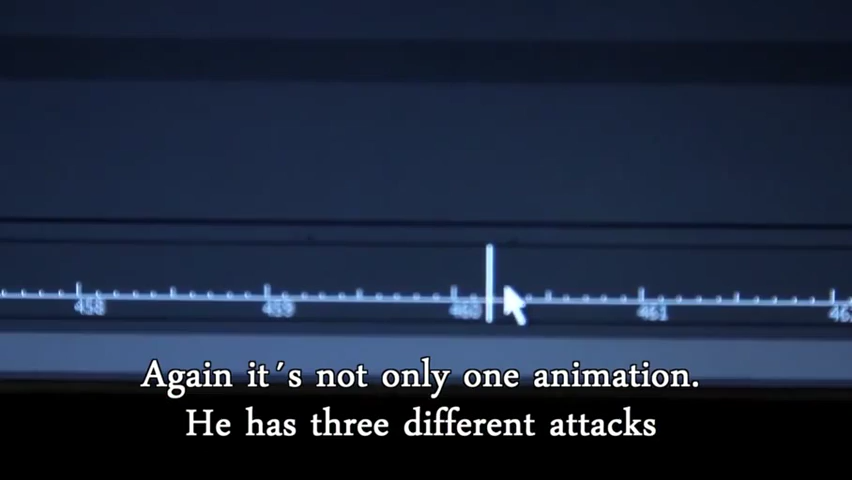 458 459 460 461
Again it´s not only one animation.
He has three different attacks